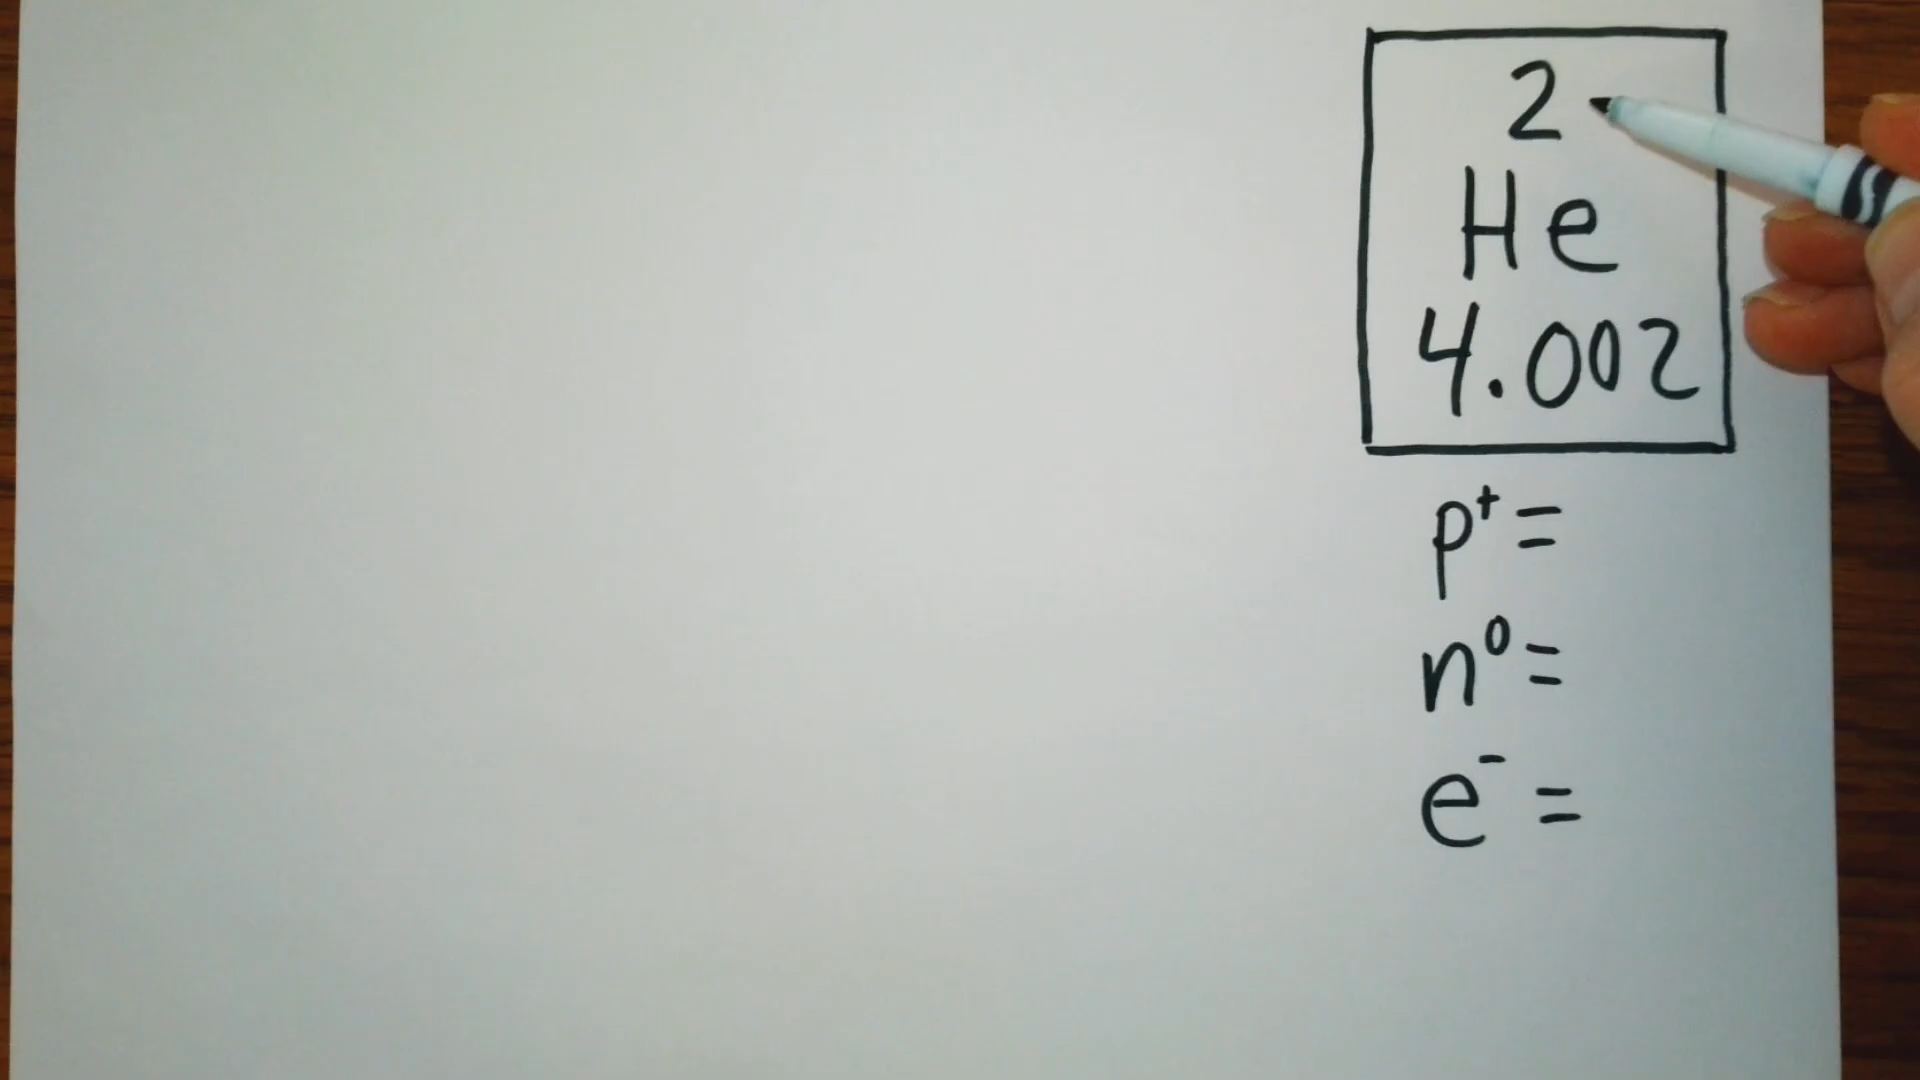 2
He
4.002
p⁺=
n⁰=
e⁻ =